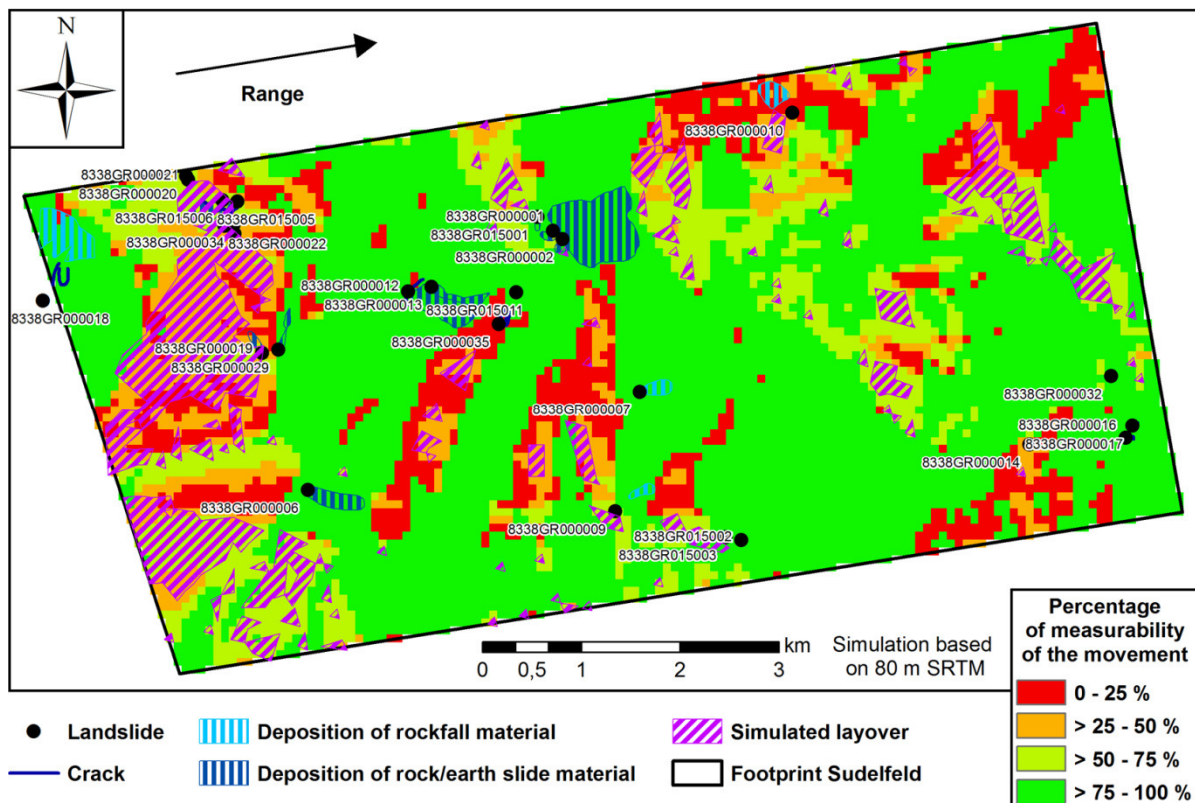 N
Range
8338GR000010
8338GR000021
8338GR000020
8338GR015006
8338GR015005
8338GR000034
8338GR000022
8338GR000001
8338GR015001
8338GR000002
8338GR000012
8338GR000013
8338GR015011
8338GR000018
8338GR000035
8338GR000019
8338GR000029
8338GR000007
8338GR000032
8338GR000016
8338GR000017
8338GR000014
8338GR000006
8338GR000009
8338GR015002
8338GR015003
km
0 0,5 1 2 3
Simulation based
on 80 m SRTM
Percentage
of measurability
of the movement
0 - 25 %
> 25 - 50 %
> 50 - 75 %
> 75 - 100 %
Landslide
Deposition of rockfall material
Simulated layover
Crack
Deposition of rock/earth slide material
Footprint Sudelfeld